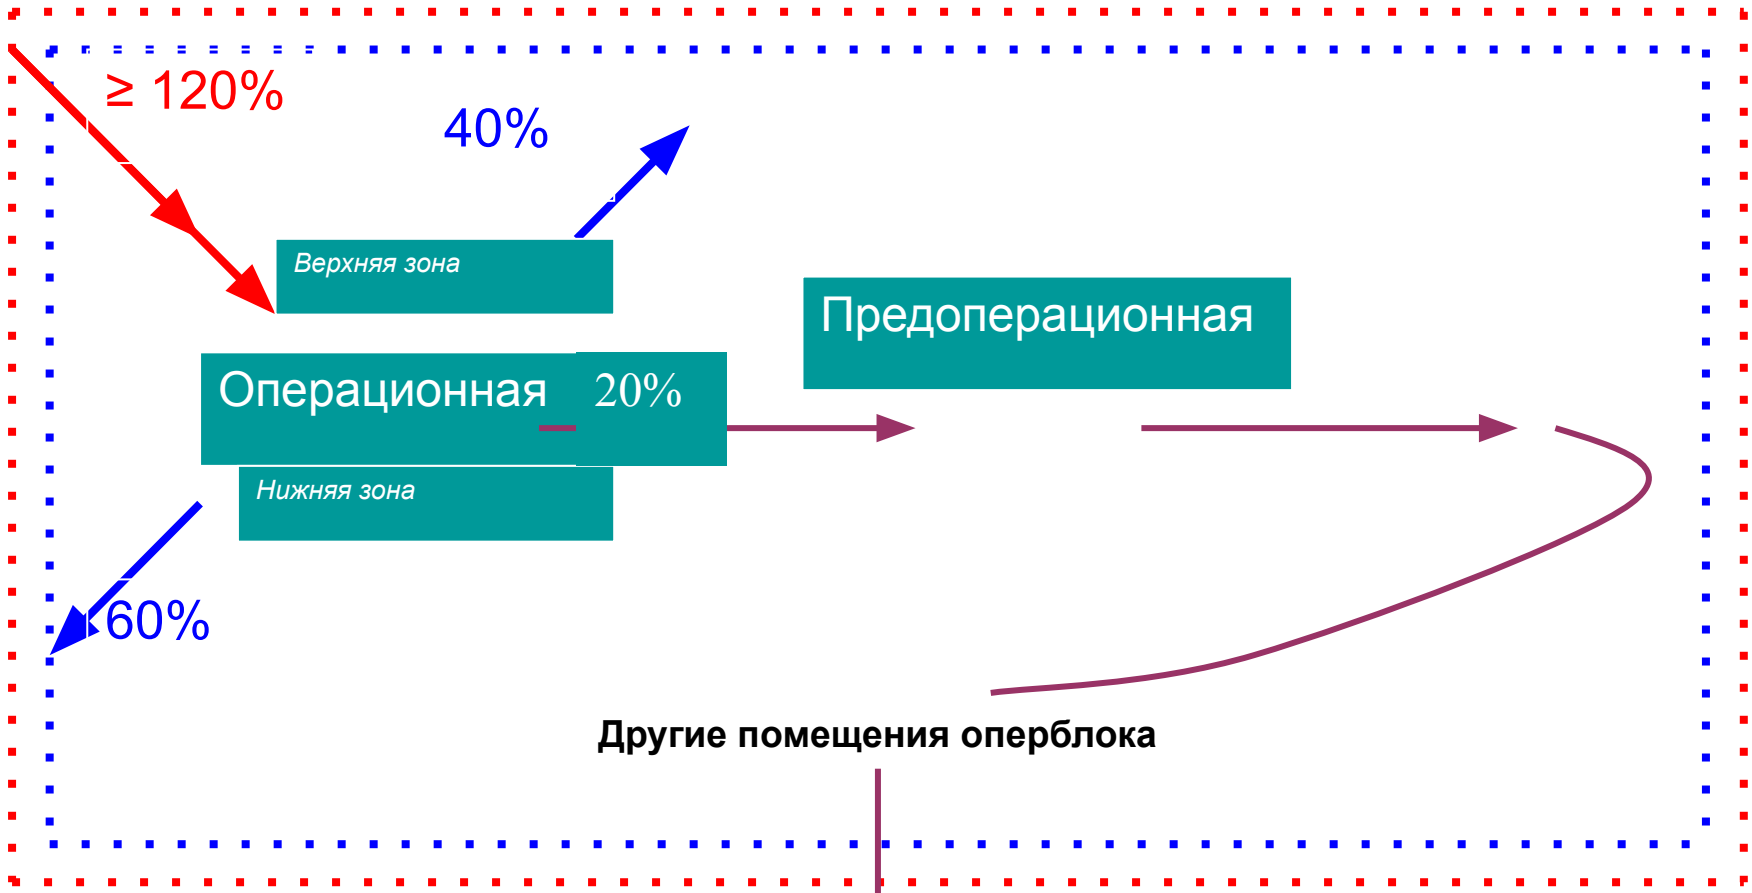 ≥ 120%
40%
Верхняя зона
Предоперационная
Операционная
20%
Нижняя зона
60%
Другие помещения оперблока